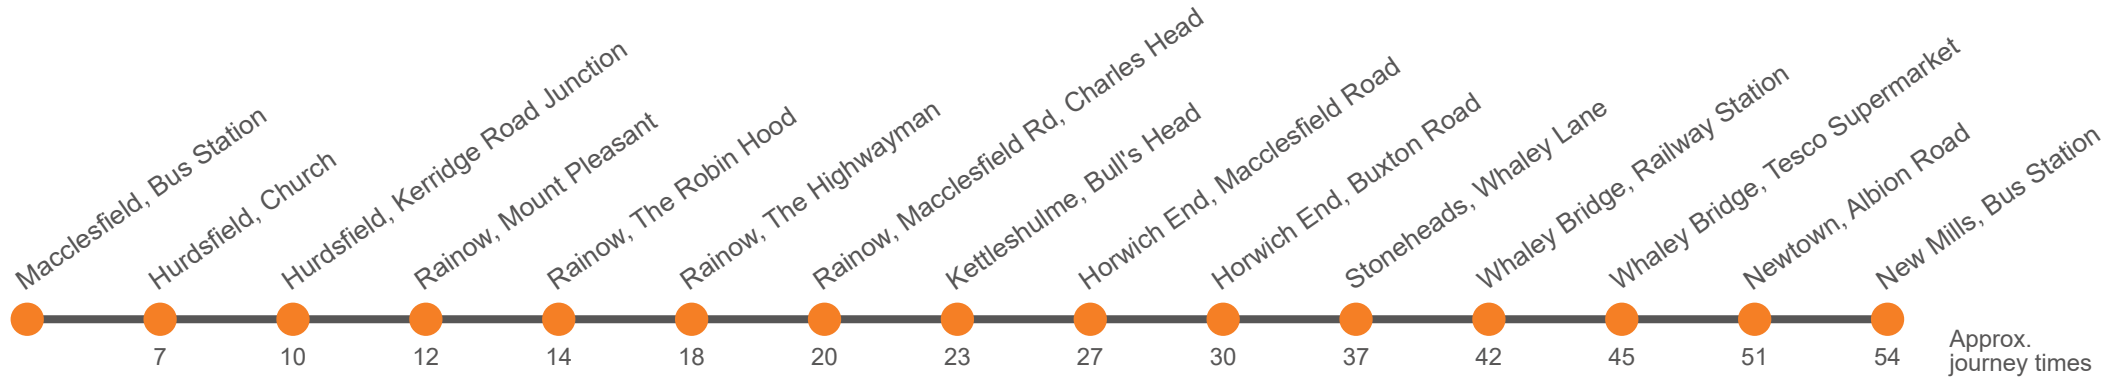 Macclesfield, Bus Station
Hurdsfield, Church
Hurdsfield, Kerridge Road Junction
Rainow, Mount Pleasant
Rainow, The Robin Hood
Rainow, The Highwayman
Rainow, Macclesfield Rd, Charles Head
Kettleshulme, Bull's Head
Horwich End, Macclesfield Road
Horwich End, Buxton Road
Stoneheads, Whaley Lane
Whaley Bridge, Railway Station
Whaley Bridge, Tesco Supermarket
Newtown, Albion Road
New Mills, Bus Station
7 10 12 14 18 20 23 27 30 37 42 45 51 54
Approx.
journey times